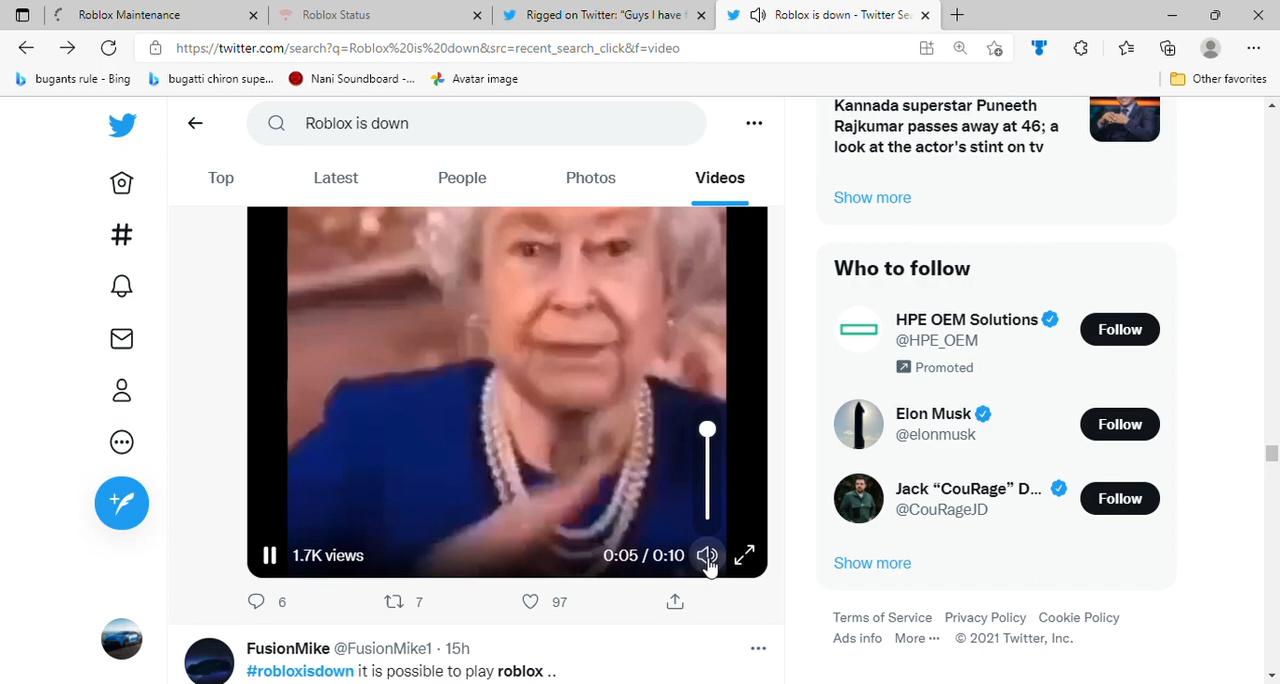 Roblox Maintenance
Roblox Status
Rigged on Twitter: "Guys I have f
Roblox is down - Twitter Sea
https://twitter.com/search?q=Roblox%20is%20down&src=recent_search_click&f=video
bugants rule - Bing
bugatti chiron supe...
Nani Soundboard -...
Avatar image
Other favorites
Roblox is down
Top
Latest
People
Photos
Videos
1.7K views
0:05 / 0:10
6
7
97
FusionMike @FusionMike1 · 15h
#robloxisdown it is possible to play roblox ..
Kannada superstar Puneeth
Rajkumar passes away at 46; a
look at the actor's stint on tv
Show more
Who to follow
HPE OEM Solutions
@HPE_OEM
Promoted
Follow
Elon Musk
@elonmusk
Follow
Jack “CouRage” D...
@CouRageJD
Follow
Show more
Terms of Service Privacy Policy Cookie Policy
Ads info More ··· © 2021 Twitter, Inc.